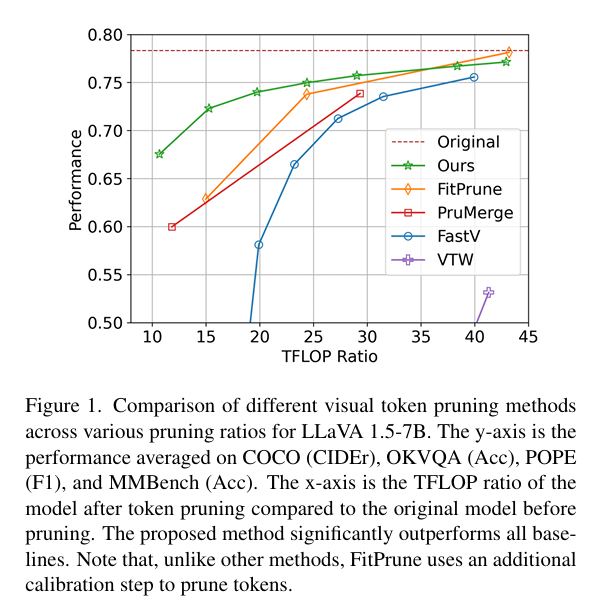 0.80
0.75
0.70
0.65
0.60
0.55
0.50
Performance
10 15 20 25 30 35 40 45
TFLOP Ratio
Original
Ours
FitPrune
PruMerge
FastV
VTW
Figure 1. Comparison of different visual token pruning methods
across various pruning ratios for LLaVA 1.5-7B. The y-axis is the
performance averaged on COCO (CIDEr), OKVQA (Acc), POPE
(F1), and MMBench (Acc). The x-axis is the TFLOP ratio of the
model after token pruning compared to the original model before
pruning. The proposed method significantly outperforms all base-
lines. Note that, unlike other methods, FitPrune uses an additional
calibration step to prune tokens.